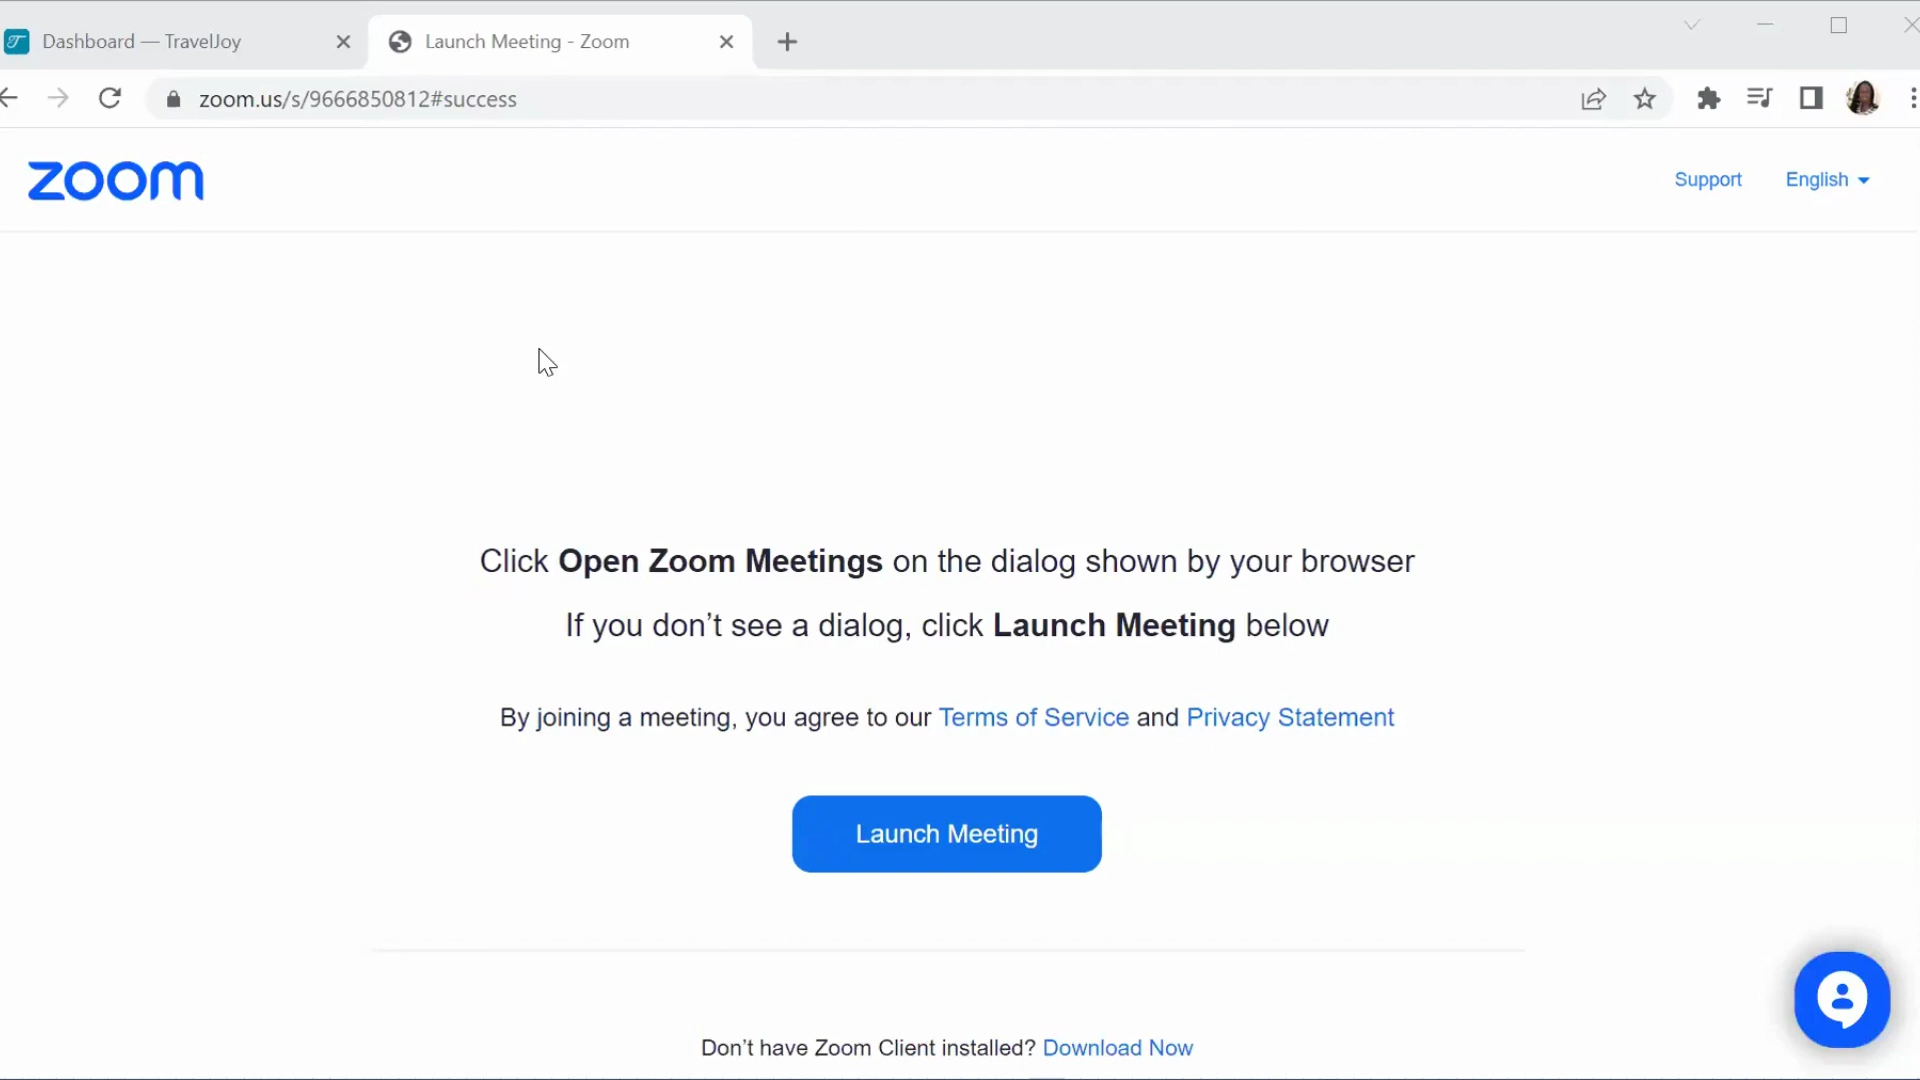 Dashboard — TravelJoy
Launch Meeting - Zoom
zoom.us/s/9666850812#success
zoom
Support
English
Click Open Zoom Meetings on the dialog shown by your browser
If you don’t see a dialog, click Launch Meeting below
By joining a meeting, you agree to our Terms of Service and Privacy Statement
Launch Meeting
Don’t have Zoom Client installed? Download Now